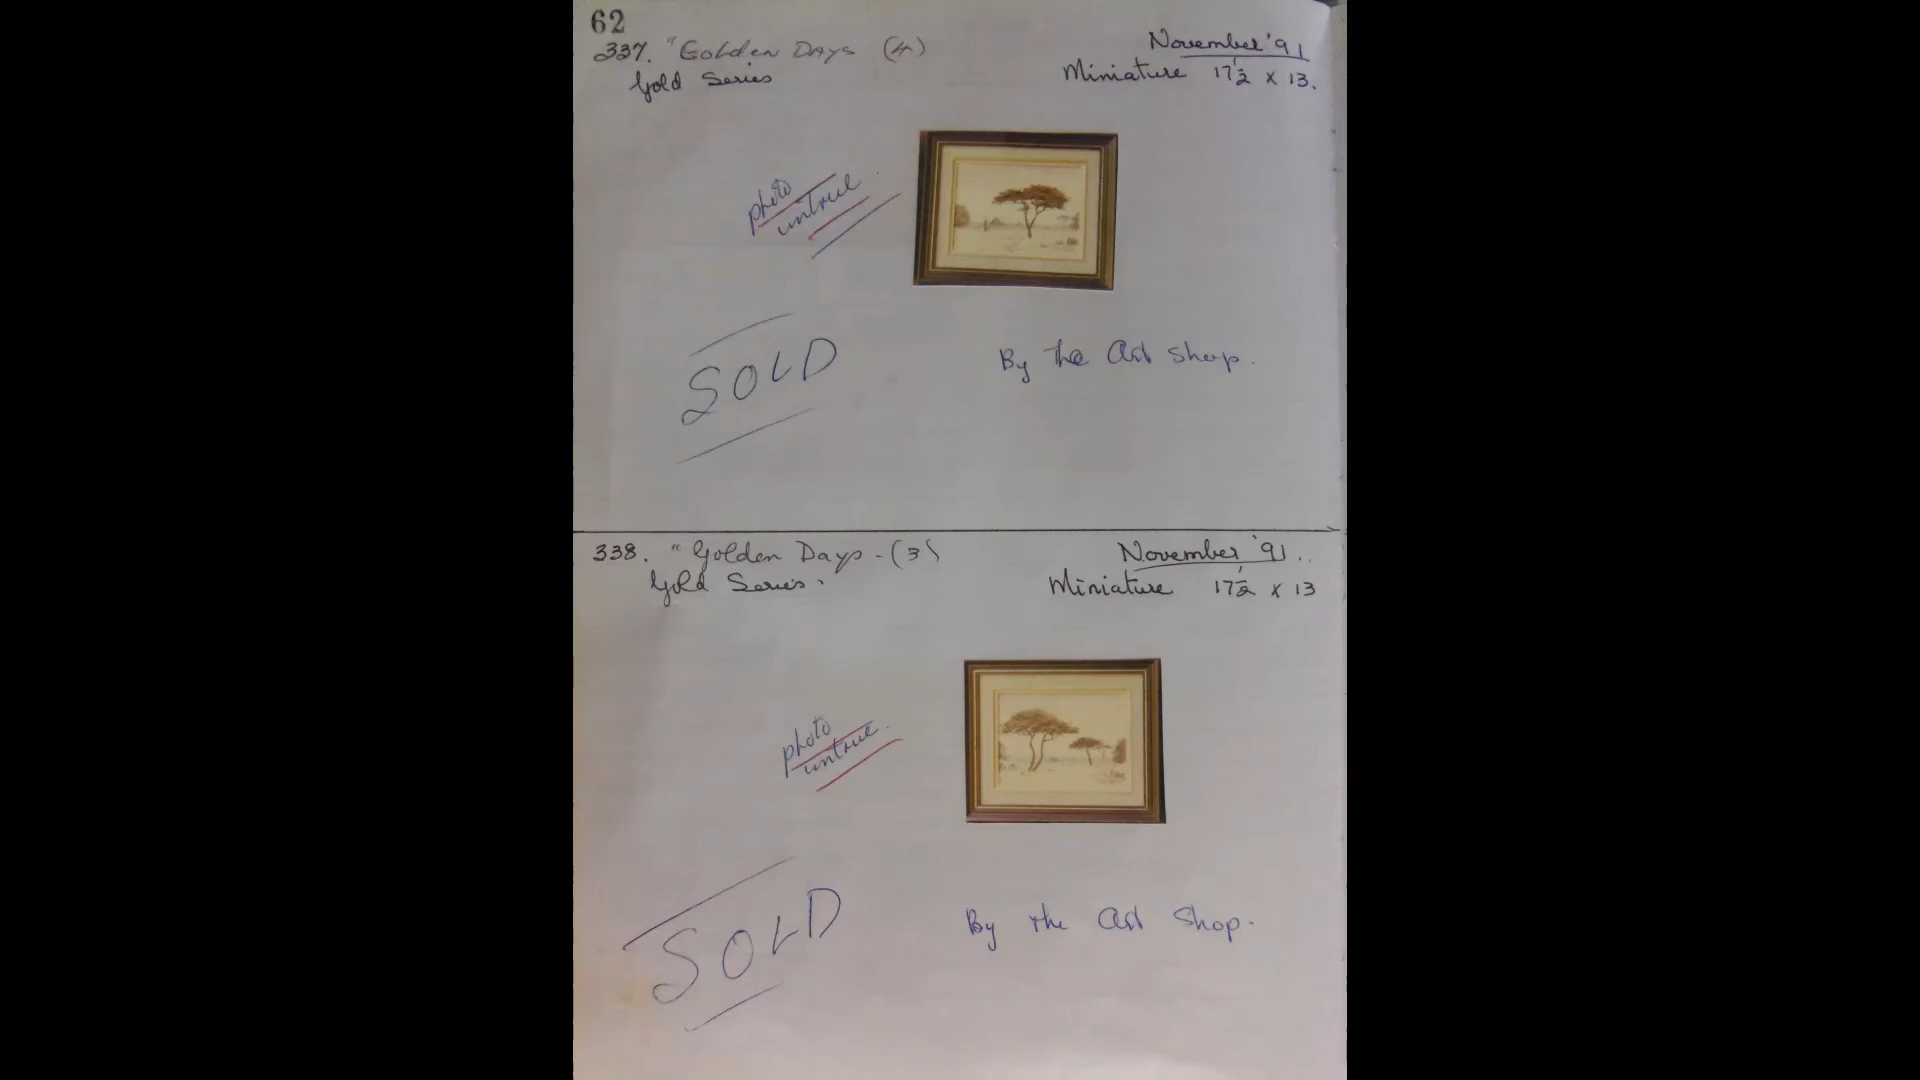 62
337. "Golden Days (4)
November '91
Gold Series
Miniature 17½ x 13.
photo
untrue.
SOLD
By the Art Shop.
338. "Golden Days - (3)
November '91..
Gold Series.
Miniature 17½ x 13
photo
untrue.
SOLD
By the Art Shop.